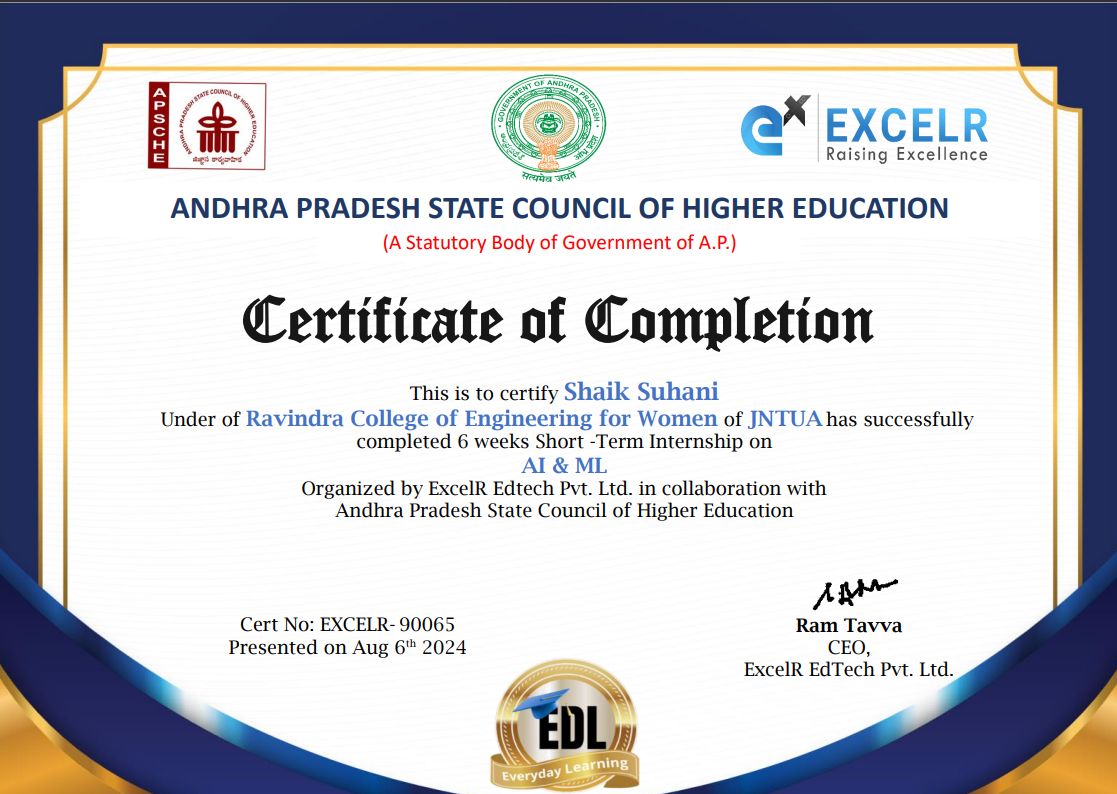 APSCHE
ANDHRA PRADESH STATE COUNCIL OF HIGHER EDUCATION
GOVERNMENT OF ANDHRA PRADESH
सत्यमेव जयते
EXCELR
Raising Excellence
ANDHRA PRADESH STATE COUNCIL OF HIGHER EDUCATION
(A Statutory Body of Government of A.P.)
Certificate of Completion
This is to certify Shaik Suhani
Under of Ravindra College of Engineering for Women of JNTUA has successfully
completed 6 weeks Short -Term Internship on
AI & ML
Organized by ExcelR Edtech Pvt. Ltd. in collaboration with
Andhra Pradesh State Council of Higher Education
Cert No: EXCELR- 90065
Presented on Aug 6th 2024
Ram Tavva
CEO,
ExcelR EdTech Pvt. Ltd.
EDL
Everyday Learning